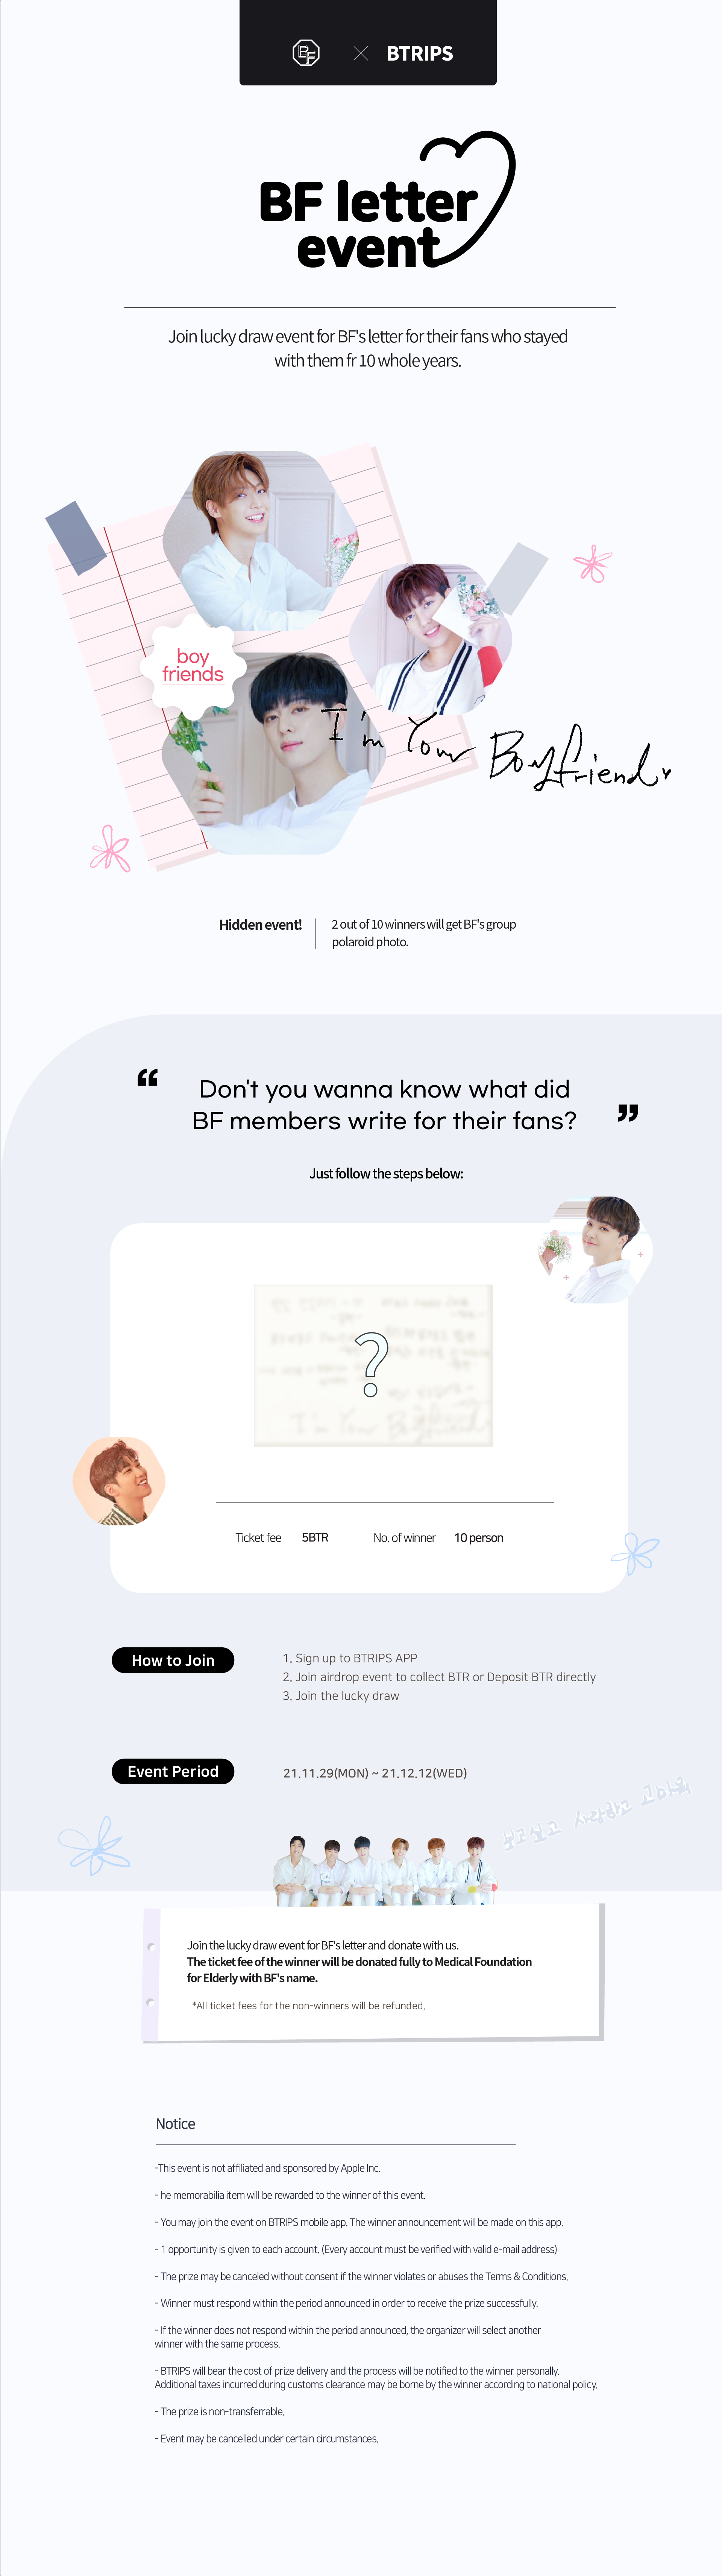 BF
BTRIPS
BF letter
event
Join lucky draw event for BF's letter for their fans who stayed
with them fr 10 whole years.
boy
friends
I'm Your Boyfriend
Hidden event!
2 out of 10 winners will get BF's group
polaroid photo.
“ Don't you wanna know what did
BF members write for their fans? ”
Just follow the steps below:
?
Ticket fee 5BTR No. of winner 10 person
How to Join
1. Sign up to BTRIPS APP
2. Join airdrop event to collect BTR or Deposit BTR directly
3. Join the lucky draw
Event Period
21.11.29(MON) ~ 21.12.12(WED)
보고싶고 사랑하고 고마워
Join the lucky draw event for BF's letter and donate with us.
The ticket fee of the winner will be donated fully to Medical Foundation
for Elderly with BF's name.
*All ticket fees for the non-winners will be refunded.
Notice
-This event is not affiliated and sponsored by Apple Inc.
- he memorabilia item will be rewarded to the winner of this event.
- You may join the event on BTRIPS mobile app. The winner announcement will be made on this app.
- 1 opportunity is given to each account. (Every account must be verified with valid e-mail address)
- The prize may be canceled without consent if the winner violates or abuses the Terms & Conditions.
- Winner must respond within the period announced in order to receive the prize successfully.
- If the winner does not respond within the period announced, the organizer will select another
winner with the same process.
- BTRIPS will bear the cost of prize delivery and the process will be notified to the winner personally.
Additional taxes incurred during customs clearance may be borne by the winner according to national policy.
- The prize is non-transferrable.
- Event may be cancelled under certain circumstances.